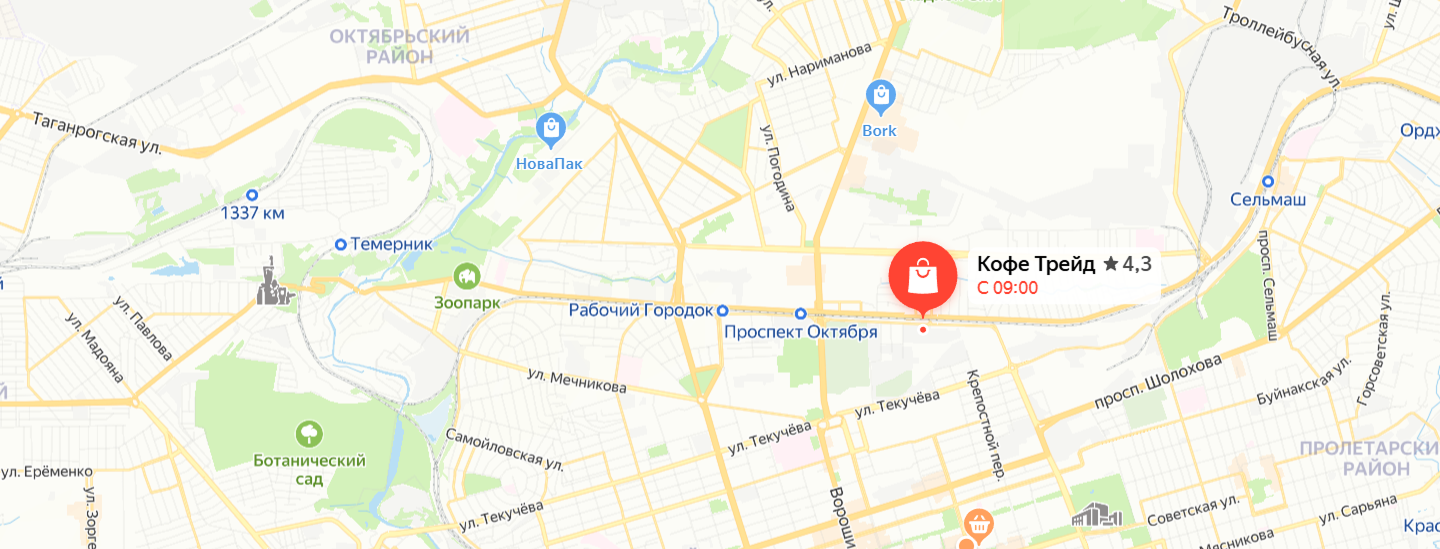 ОКТЯБРЬСКИЙ
РАЙОН
Троллейбусная ул.
ул. Нариманова
Таганрогская ул.
Bork
НоваПак
ул. Погодина
Сельмаш
1337 км
Темерник
просп. Сельмаш
Кофе Трейд ★ 4,3
С 09:00
Зоопарк
Рабочий Городок
Проспект Октября
ул. Павлова
ул. Мадояна
Горсоветская ул.
ул. Мечникова
просп. Шолохова
Буйнакская ул.
Крепостной пер.
ул. Текучёва
ул. Текучёва
Самойловская ул.
Ботанический
сад
ПРОЛЕТАРСКИ
РАЙОН
ул. Ерёменко
ул. Зорге
ул. Текучёва
Вороши
Советская ул.
ул. Сарьяна
Мясникова
Крас
Ордж